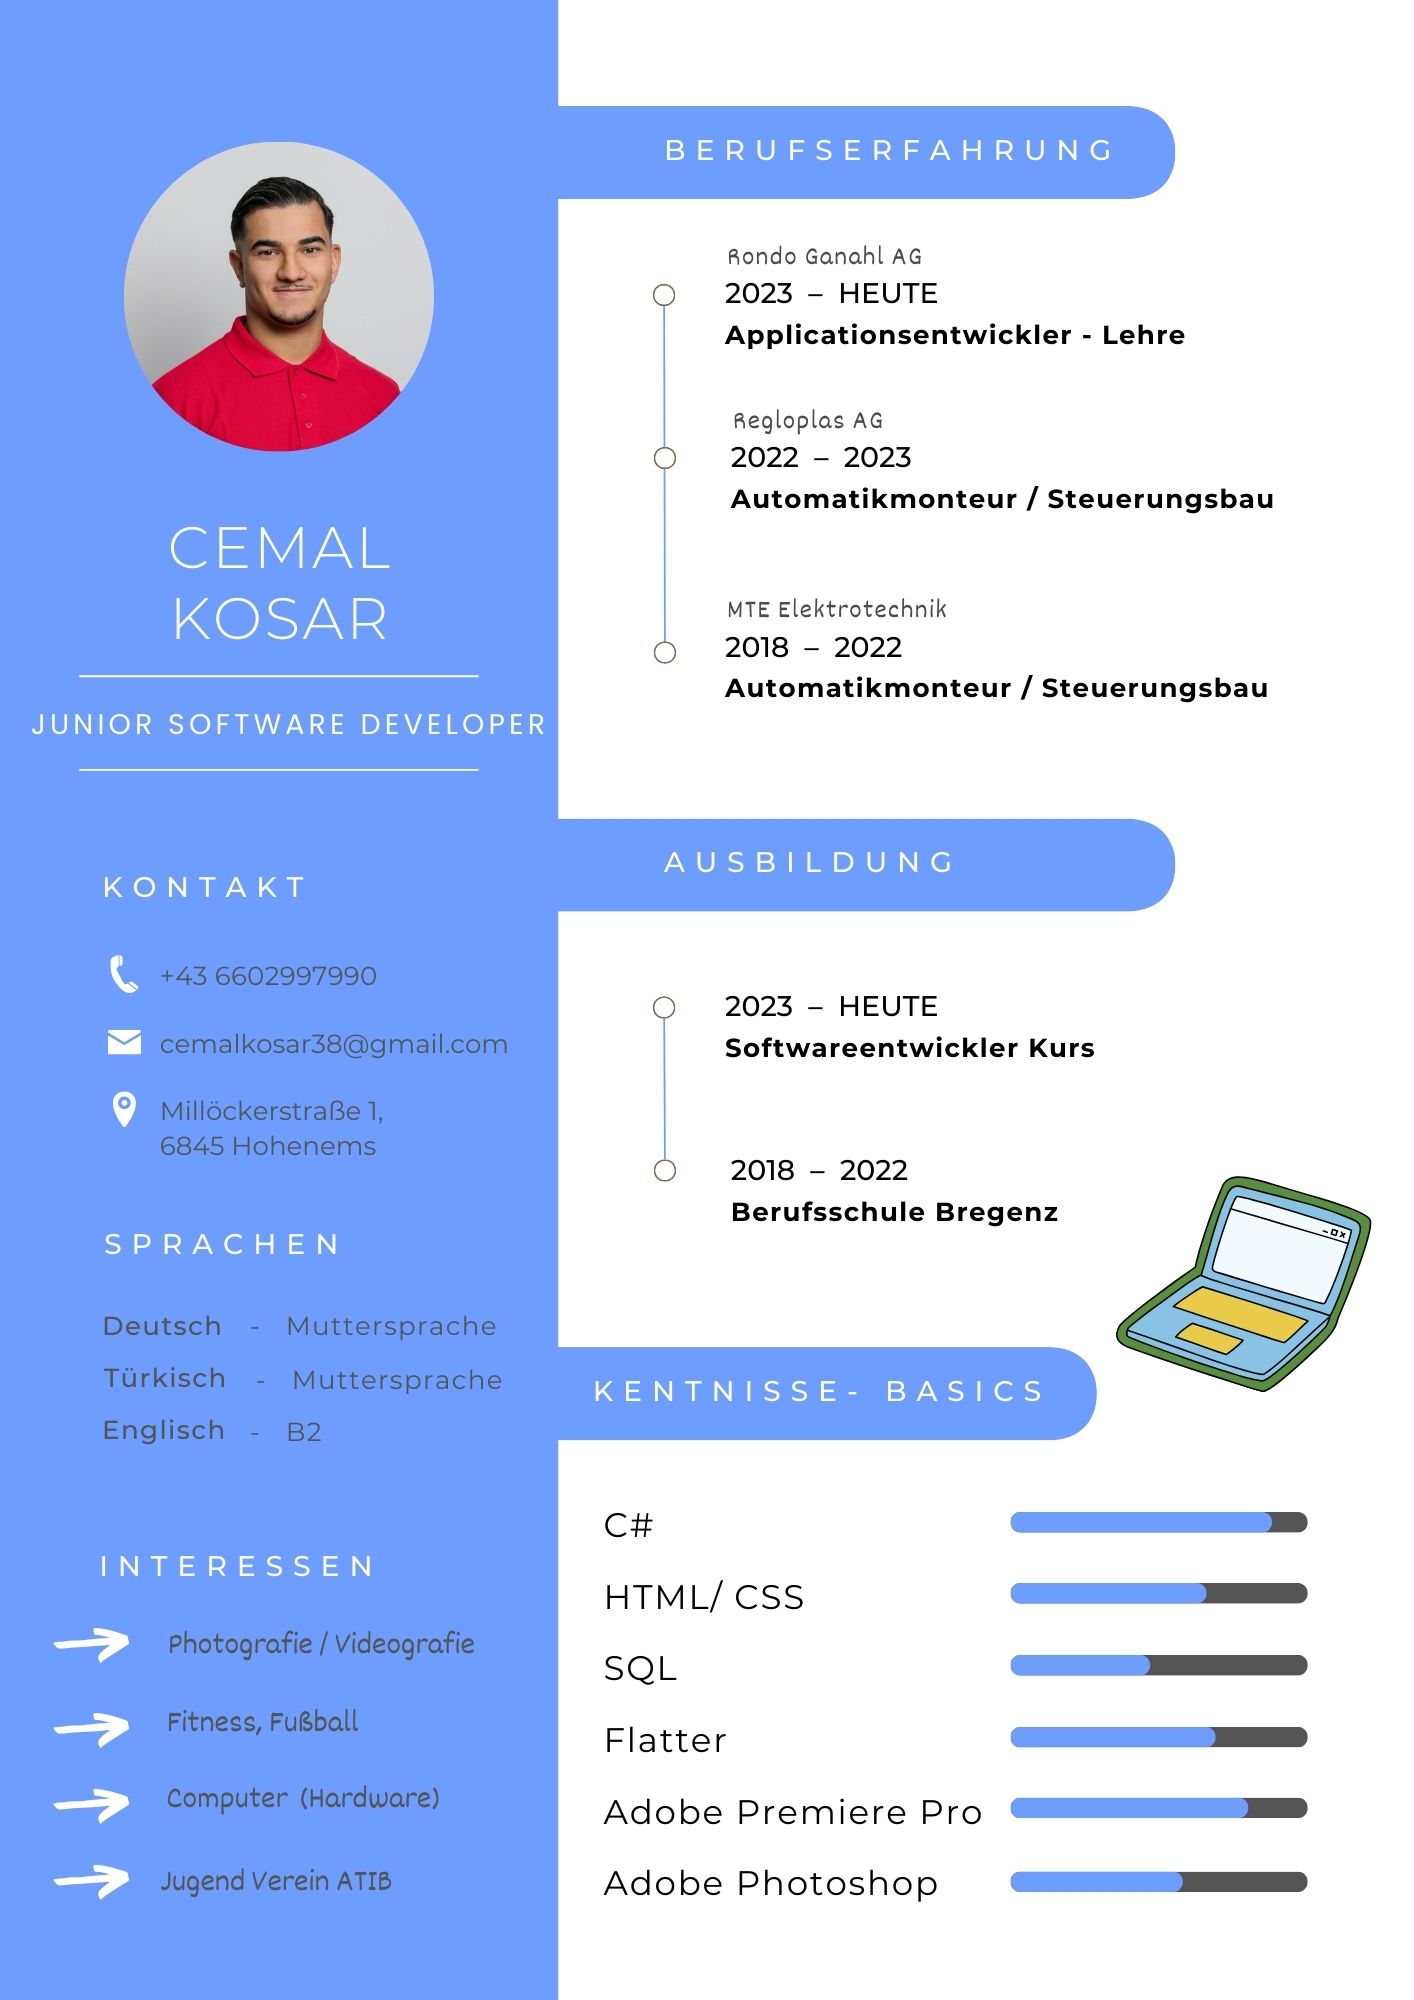 CEMAL
KOSAR
JUNIOR SOFTWARE DEVELOPER
KONTAKT
+43 6602997990
cemalkosar38@gmail.com
Millöckerstraße 1,
6845 Hohenems
SPRACHEN
Deutsch - Muttersprache
Türkisch - Muttersprache
Englisch - B2
INTERESSEN
Photografie / Videografie
Fitness, Fußball
Computer (Hardware)
Jugend Verein ATIB
BERUFSERFAHRUNG
Rondo Ganahl AG
2023 – HEUTE
Applicationsentwickler - Lehre
Regloplas AG
2022 – 2023
Automatikmonteur / Steuerungsbau
MTE Elektrotechnik
2018 – 2022
Automatikmonteur / Steuerungsbau
AUSBILDUNG
2023 – HEUTE
Softwareentwickler Kurs
2018 – 2022
Berufsschule Bregenz
KENTNISSE- BASICS
C#
HTML/ CSS
SQL
Flatter
Adobe Premiere Pro
Adobe Photoshop